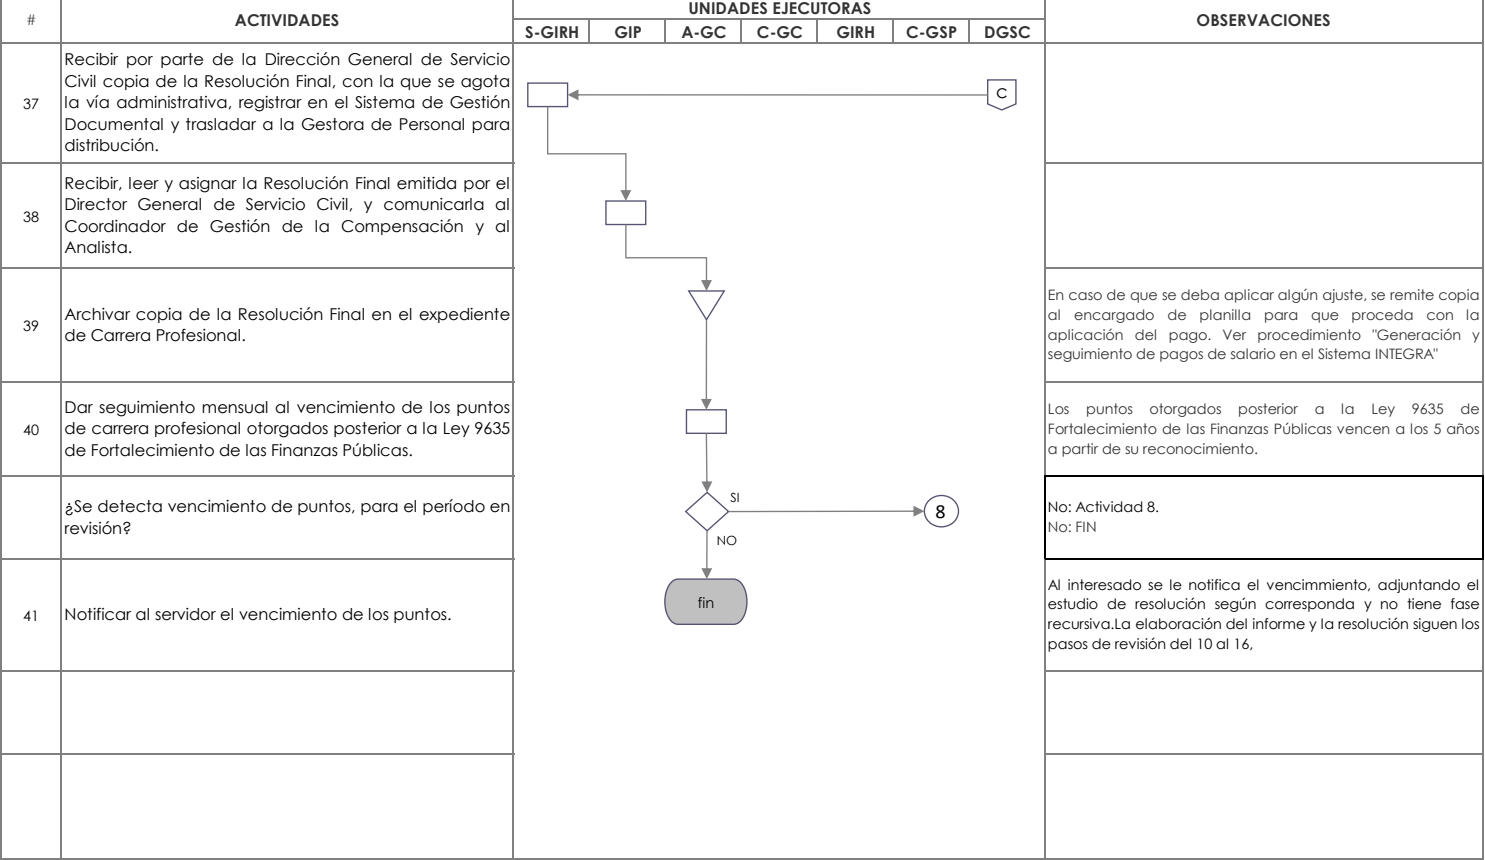 # ACTIVIDADES UNIDADES EJECUTORAS OBSERVACIONES
S-GIRH GIP A-GC C-GC GIRH C-GSP DGSC
37
Recibir por parte de la Dirección General de Servicio
Civil copia de la Resolución Final, con la que se agota
la vía administrativa, registrar en el Sistema de Gestión
Documental y trasladar a la Gestora de Personal para
distribución.
C
38
Recibir, leer y asignar la Resolución Final emitida por el
Director General de Servicio Civil, y comunicarla al
Coordinador de Gestión de la Compensación y al
Analista.
39
Archivar copia de la Resolución Final en el expediente
de Carrera Profesional.
En caso de que se deba aplicar algún ajuste, se remite copia
al encargado de planilla para que proceda con la
aplicación del pago. Ver procedimiento "Generación y
seguimiento de pagos de salario en el Sistema INTEGRA"
40
Dar seguimiento mensual al vencimiento de los puntos
de carrera profesional otorgados posterior a la Ley 9635
de Fortalecimiento de las Finanzas Públicas.
Los puntos otorgados posterior a la Ley 9635 de
Fortalecimiento de las Finanzas Públicas vencen a los 5 años
a partir de su reconocimiento.
¿Se detecta vencimiento de puntos, para el período en
revisión?
SI
8
NO
No: Actividad 8.
No: FIN
41
Notificar al servidor el vencimiento de los puntos.
fin
Al interesado se le notifica el vencimmiento, adjuntando el
estudio de resolución según corresponda y no tiene fase
recursiva.La elaboración del informe y la resolución siguen los
pasos de revisión del 10 al 16,